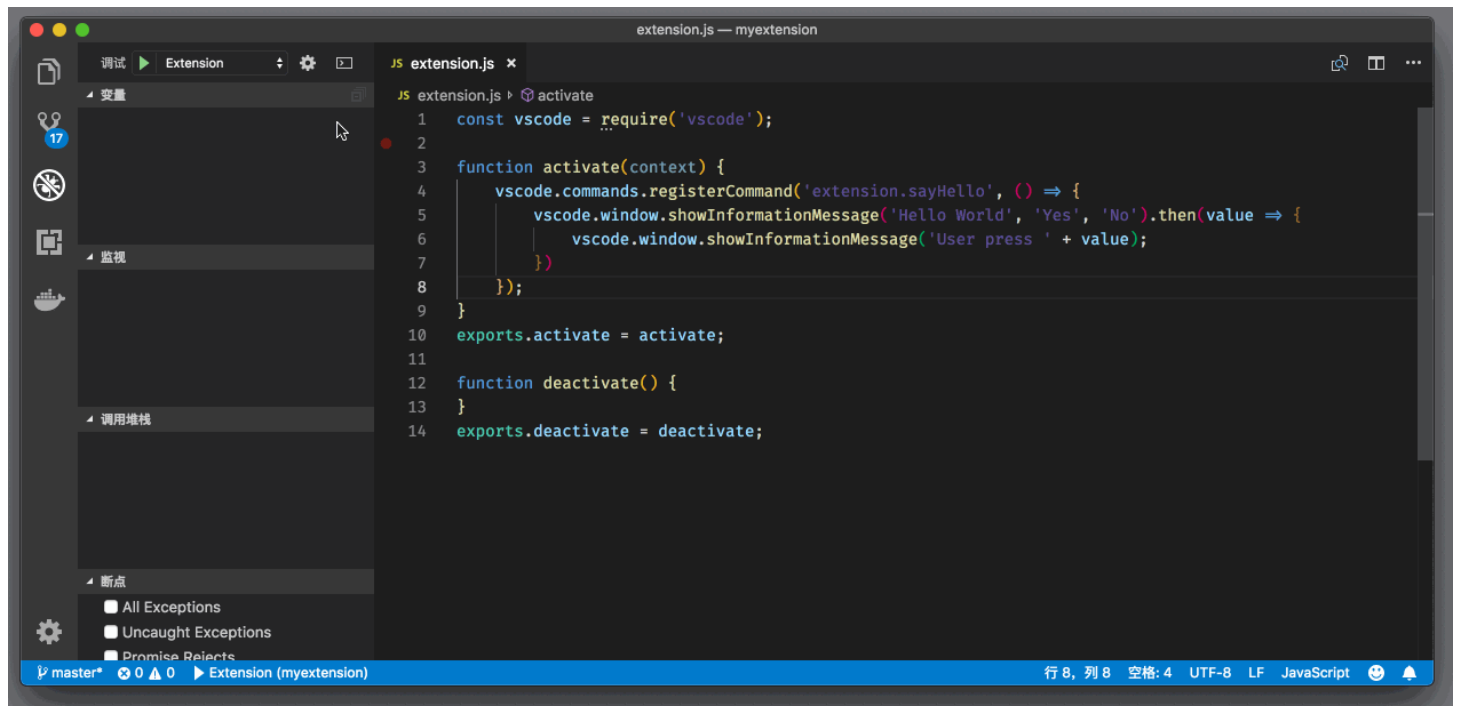 extension.js — myextension
调试 Extension
JS extension.js ×
变量
JS extension.js activate
17
1 const vscode = require('vscode');
2
3 function activate(context) {
4 vscode.commands.registerCommand('extension.sayHello', () => {
5 vscode.window.showInformationMessage('Hello World', 'Yes', 'No').then(value => {
6 vscode.window.showInformationMessage('User press ' + value);
7 })
8 });
9 }
10 exports.activate = activate;
11
12 function deactivate() {
13 }
14 exports.deactivate = deactivate;
监视
调用堆栈
断点
All Exceptions
Uncaught Exceptions
Promise Rejects
master* 0 0 Extension (myextension) 行 8，列 8 空格: 4 UTF-8 LF JavaScript